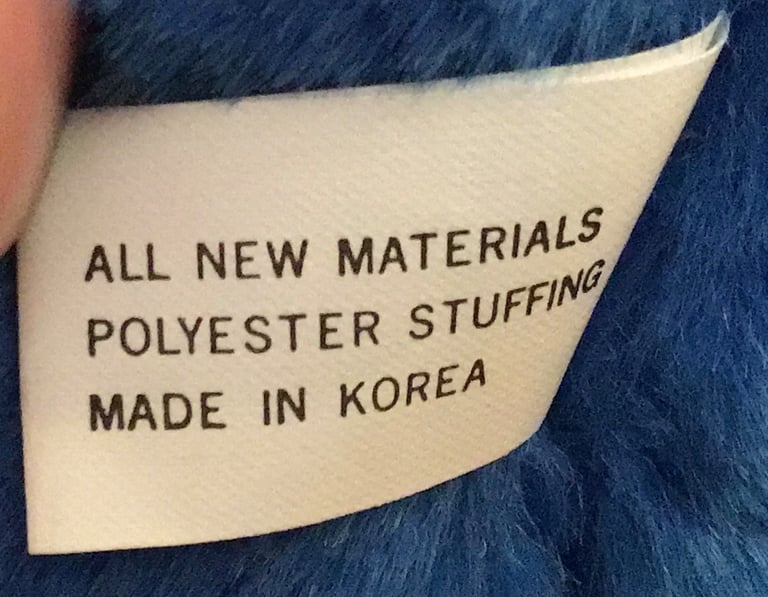 ALL NEW MATERIALS
POLYESTER STUFFING
MADE IN KOREA